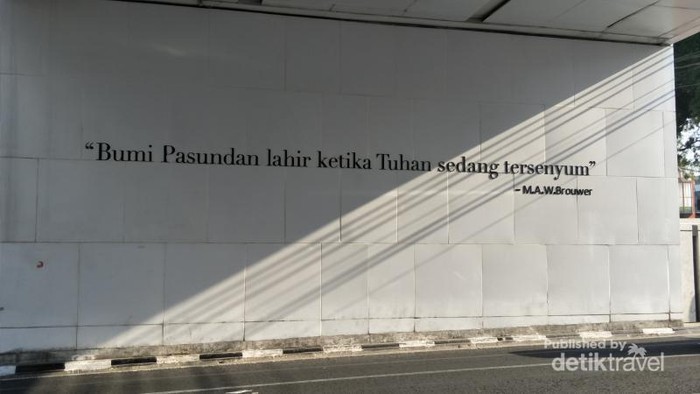 “Bumi Pasundan lahir ketika Tuhan sedang tersenyum”
– M.A.W.Brouwer
Published by
detiktravel